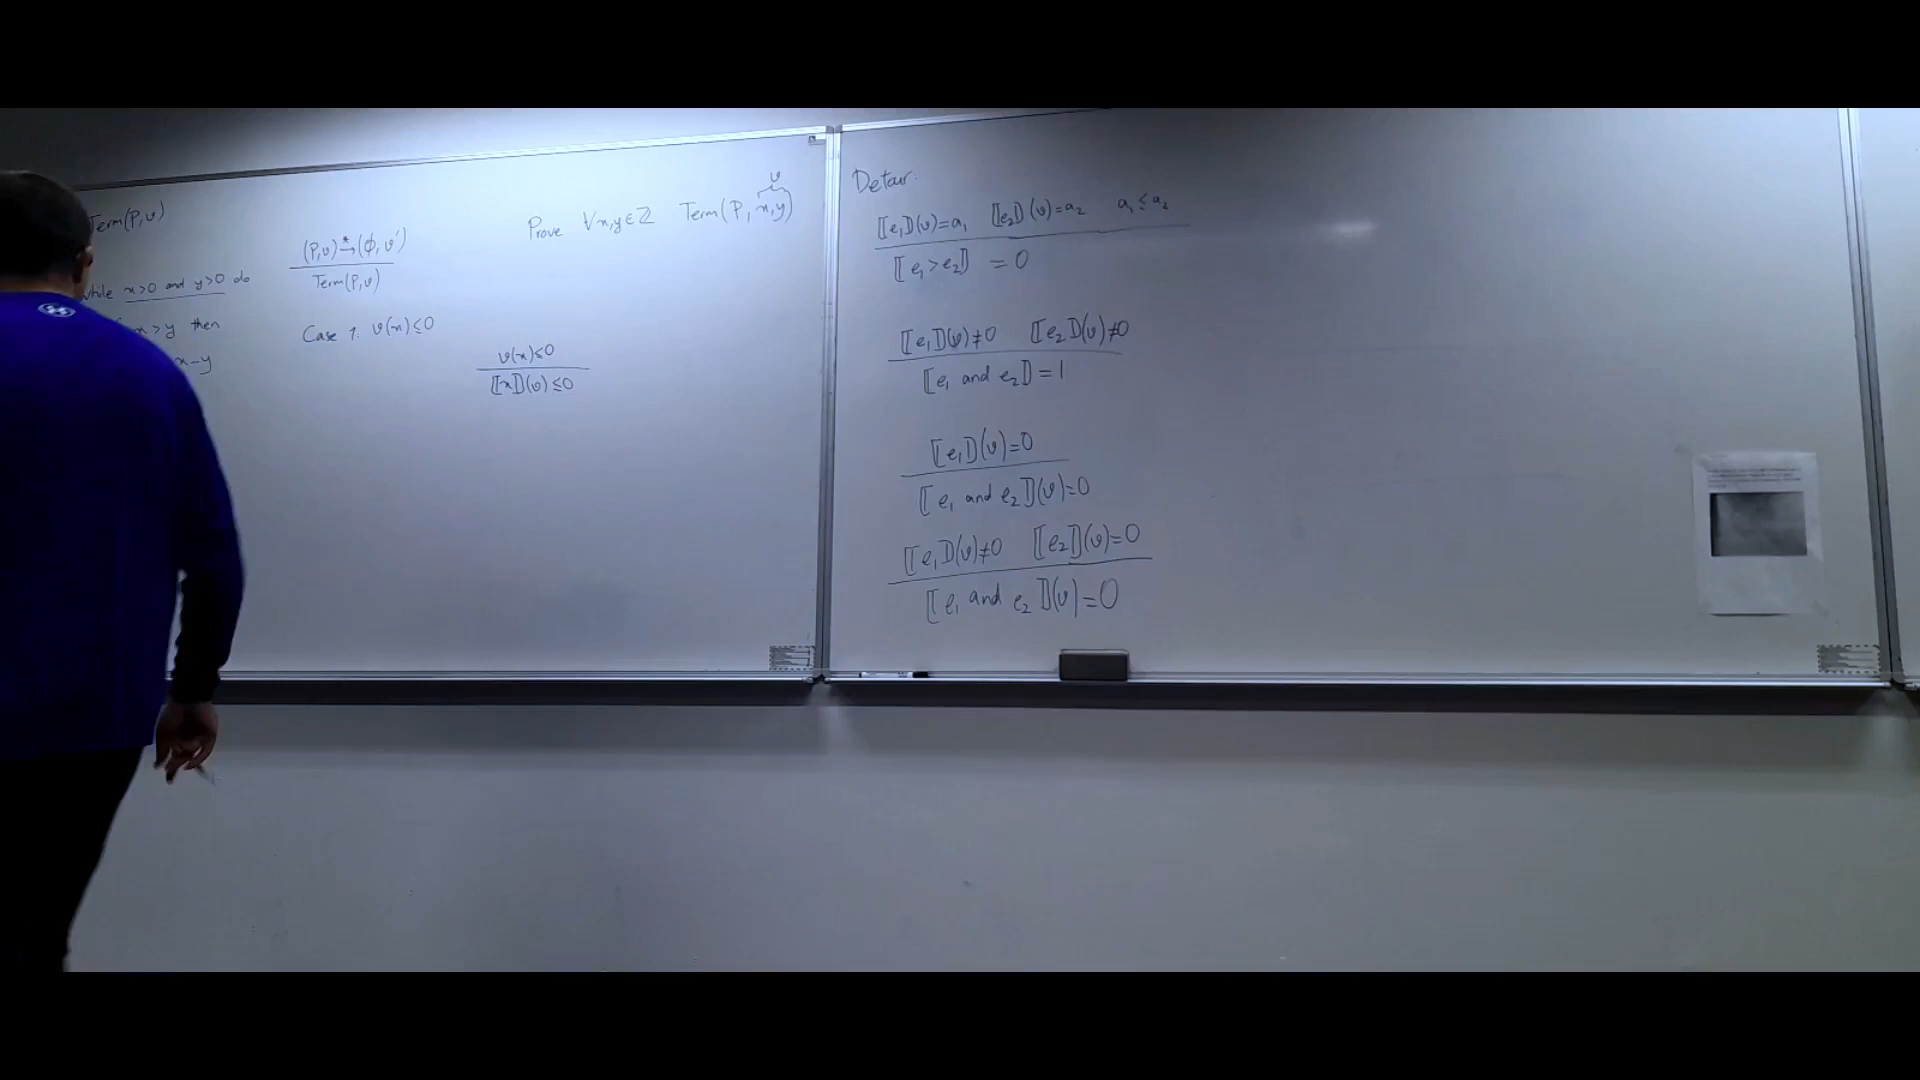 Term(P,v)
(P,v) →* (ϕ,v')
Term(P,v)
while x>0 and y>0 do
x>y then
x-y
Prove ∀x,y∈ℤ Term(P, x,y)
v
Case 1: v(x)≤0
v(x)≤0
⟦x⟧(v)≤0
Detour.
⟦e₁⟧(v)=a₁ ⟦e₂⟧(v)=a₂ a₁≤a₂
⟦e₁>e₂⟧ =0
⟦e₁⟧(v)≠0 ⟦e₂⟧(v)≠0
⟦e₁ and e₂⟧=1
⟦e₁⟧(v)=0
⟦e₁ and e₂⟧(v)=0
⟦e₁⟧(v)≠0 ⟦e₂⟧(v)=0
⟦e₁ and e₂⟧(v)=0